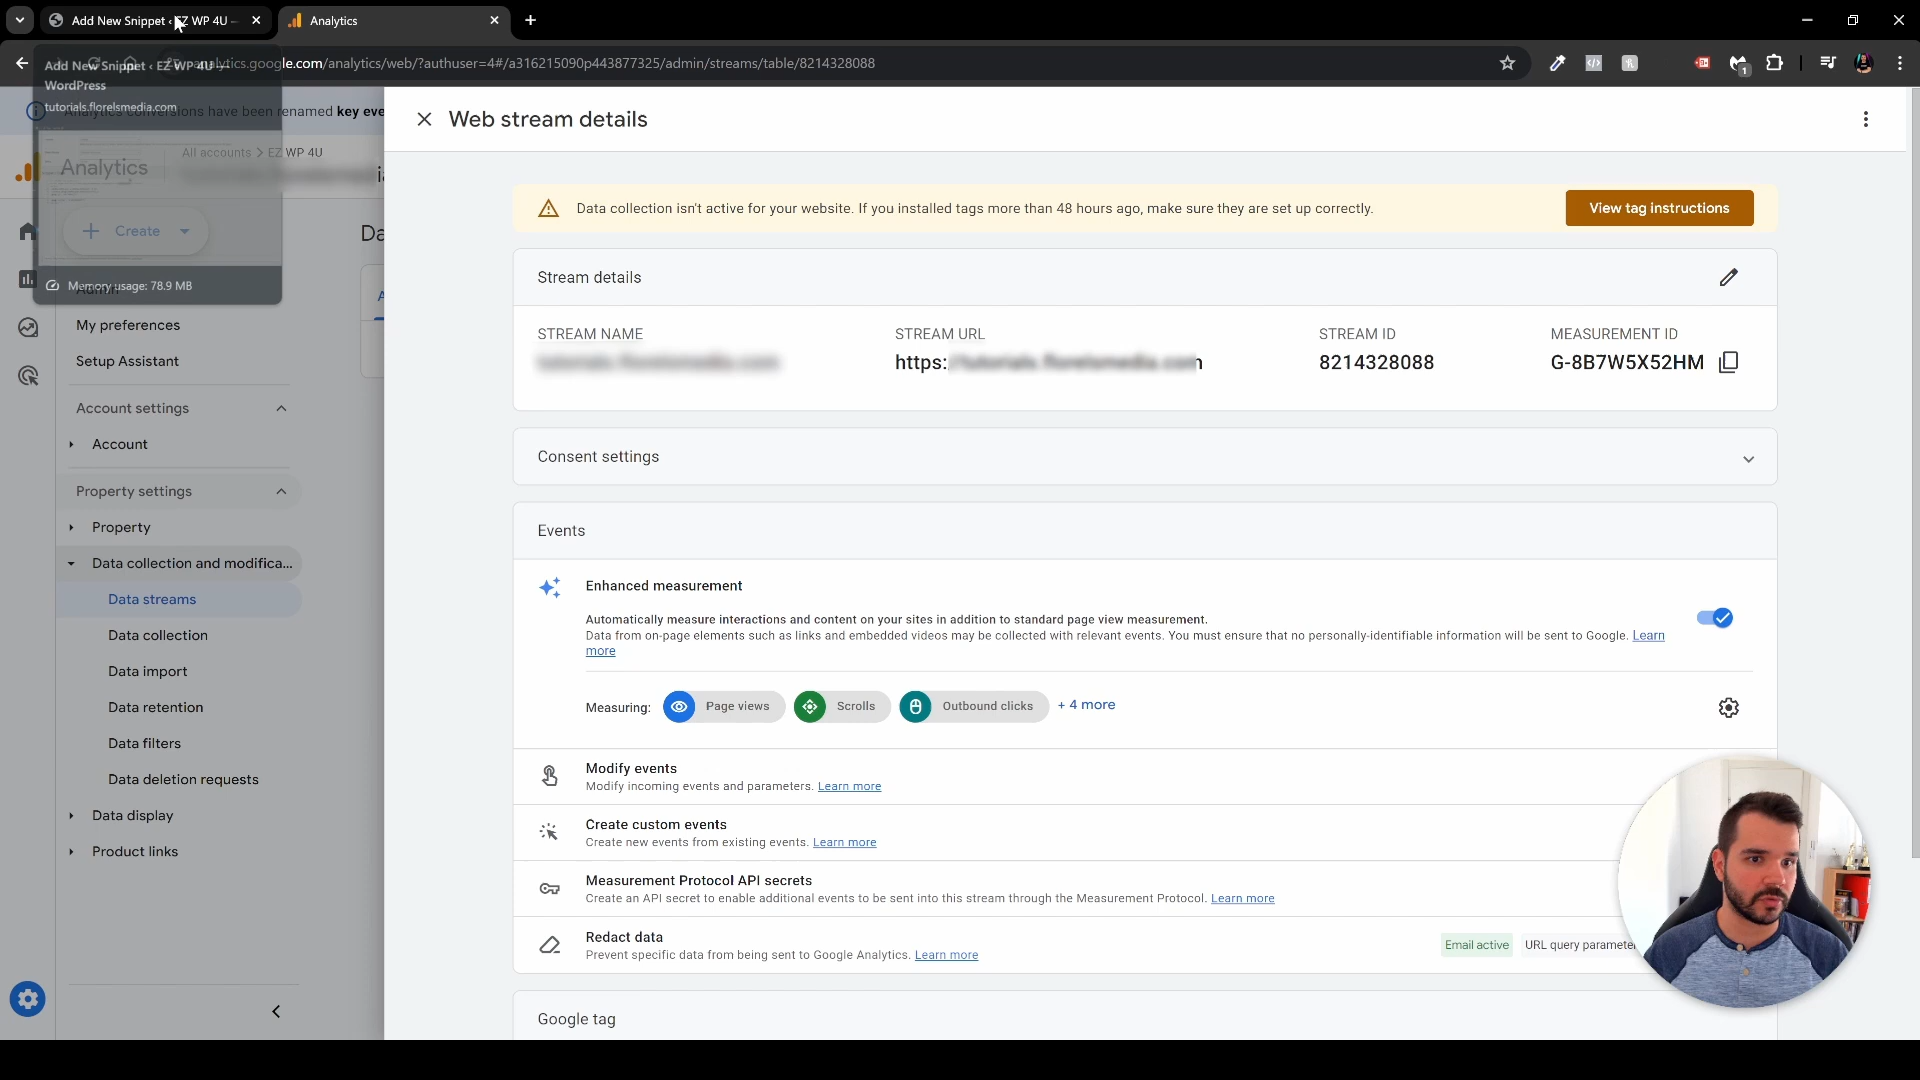 Add New Snippet ‹ EZ WP 4U —
Analytics
Add New Snippet ‹ EZ WP 4U —
WordPress
tutorials.florelsmedia.com
Memory usage: 78.9 MB
analytics.google.com/analytics/web/?authuser=4#/a316215090p443877325/admin/streams/table/8214328088
1
Analytics conversions have been renamed key eve
Analytics
All accounts > EZ WP 4U
Create
My preferences
Setup Assistant
Account settings
Account
Property settings
Property
Data collection and modifica...
Data streams
Data collection
Data import
Data retention
Data filters
Data deletion requests
Data display
Product links
Da
Web stream details
Data collection isn't active for your website. If you installed tags more than 48 hours ago, make sure they are set up correctly.
View tag instructions
Stream details
STREAM NAME
STREAM URL
https:
STREAM ID
8214328088
MEASUREMENT ID
G-8B7W5X52HM
Consent settings
Events
Enhanced measurement
Automatically measure interactions and content on your sites in addition to standard page view measurement.
Data from on-page elements such as links and embedded videos may be collected with relevant events. You must ensure that no personally-identifiable information will be sent to Google. Learn
more
Measuring: Page views Scrolls Outbound clicks + 4 more
Modify events
Modify incoming events and parameters. Learn more
Create custom events
Create new events from existing events. Learn more
Measurement Protocol API secrets
Create an API secret to enable additional events to be sent into this stream through the Measurement Protocol. Learn more
Redact data
Prevent specific data from being sent to Google Analytics. Learn more
Email active
URL query parameter
Google tag